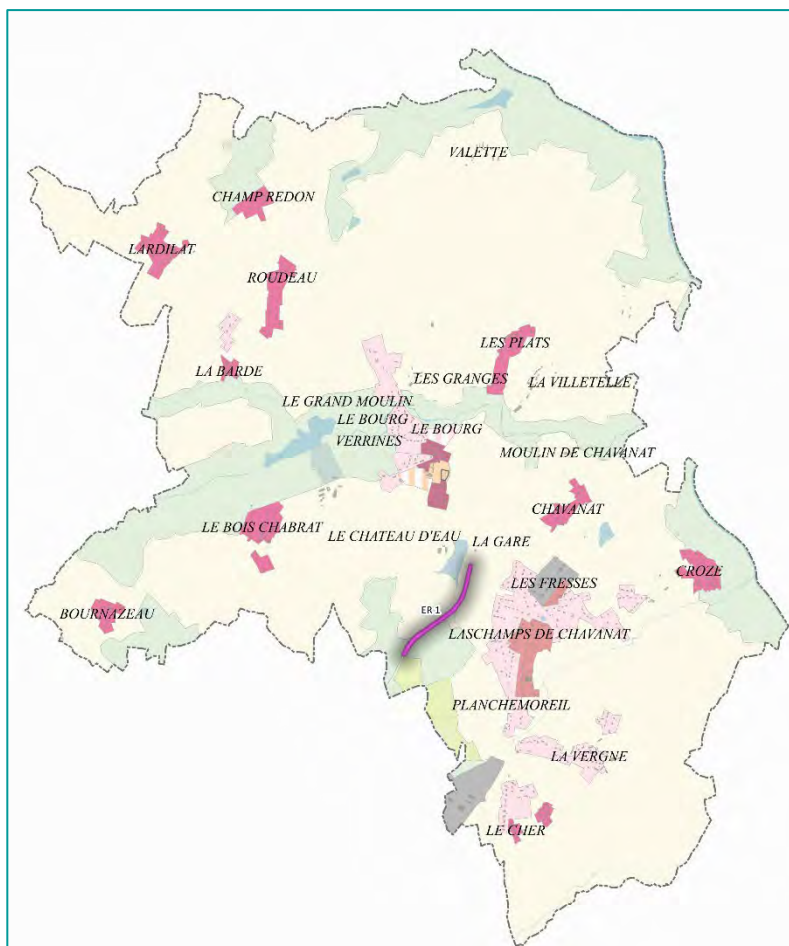 VALETTE
CHAMP REDON
LARDILAT
ROUDEAU
LES PLATS
LA BARDE
LES GRANGES
LA VILLETELLE
LE GRAND MOULIN
LE BOURG
LE BOURG
VERRINES
MOULIN DE CHAVANAT
CHAVANAT
LE BOIS CHABRAT
LE CHATEAU D'EAU
LA GARE
CROZE
LES FRESSES
BOURNAZEAU
ER 1
LASCHAMPS DE CHAVANAT
PLANCHEMOREIL
LA VERGNE
LE CHER